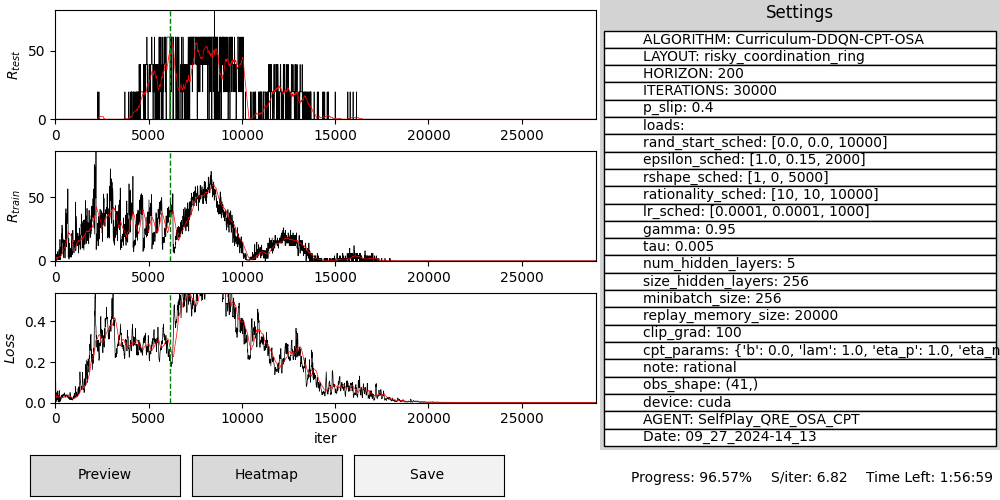 Settings
R_test
50
0
0 5000 10000 15000 20000 25000
R_train
50
0
0 5000 10000 15000 20000 25000
Loss
0.4
0.2
0.0
0 5000 10000 15000 20000 25000
iter
ALGORITHM: Curriculum-DDQN-CPT-OSA
LAYOUT: risky_coordination_ring
HORIZON: 200
ITERATIONS: 30000
p_slip: 0.4
loads:
rand_start_sched: [0.0, 0.0, 10000]
epsilon_sched: [1.0, 0.15, 2000]
rshape_sched: [1, 0, 5000]
rationality_sched: [10, 10, 10000]
lr_sched: [0.0001, 0.0001, 1000]
gamma: 0.95
tau: 0.005
num_hidden_layers: 5
size_hidden_layers: 256
minibatch_size: 256
replay_memory_size: 20000
clip_grad: 100
cpt_params: {'b': 0.0, 'lam': 1.0, 'eta_p': 1.0, 'eta_n
note: rational
obs_shape: (41,)
device: cuda
AGENT: SelfPlay_QRE_OSA_CPT
Date: 09_27_2024-14_13
Preview Heatmap Save
Progress: 96.57% S/iter: 6.82 Time Left: 1:56:59